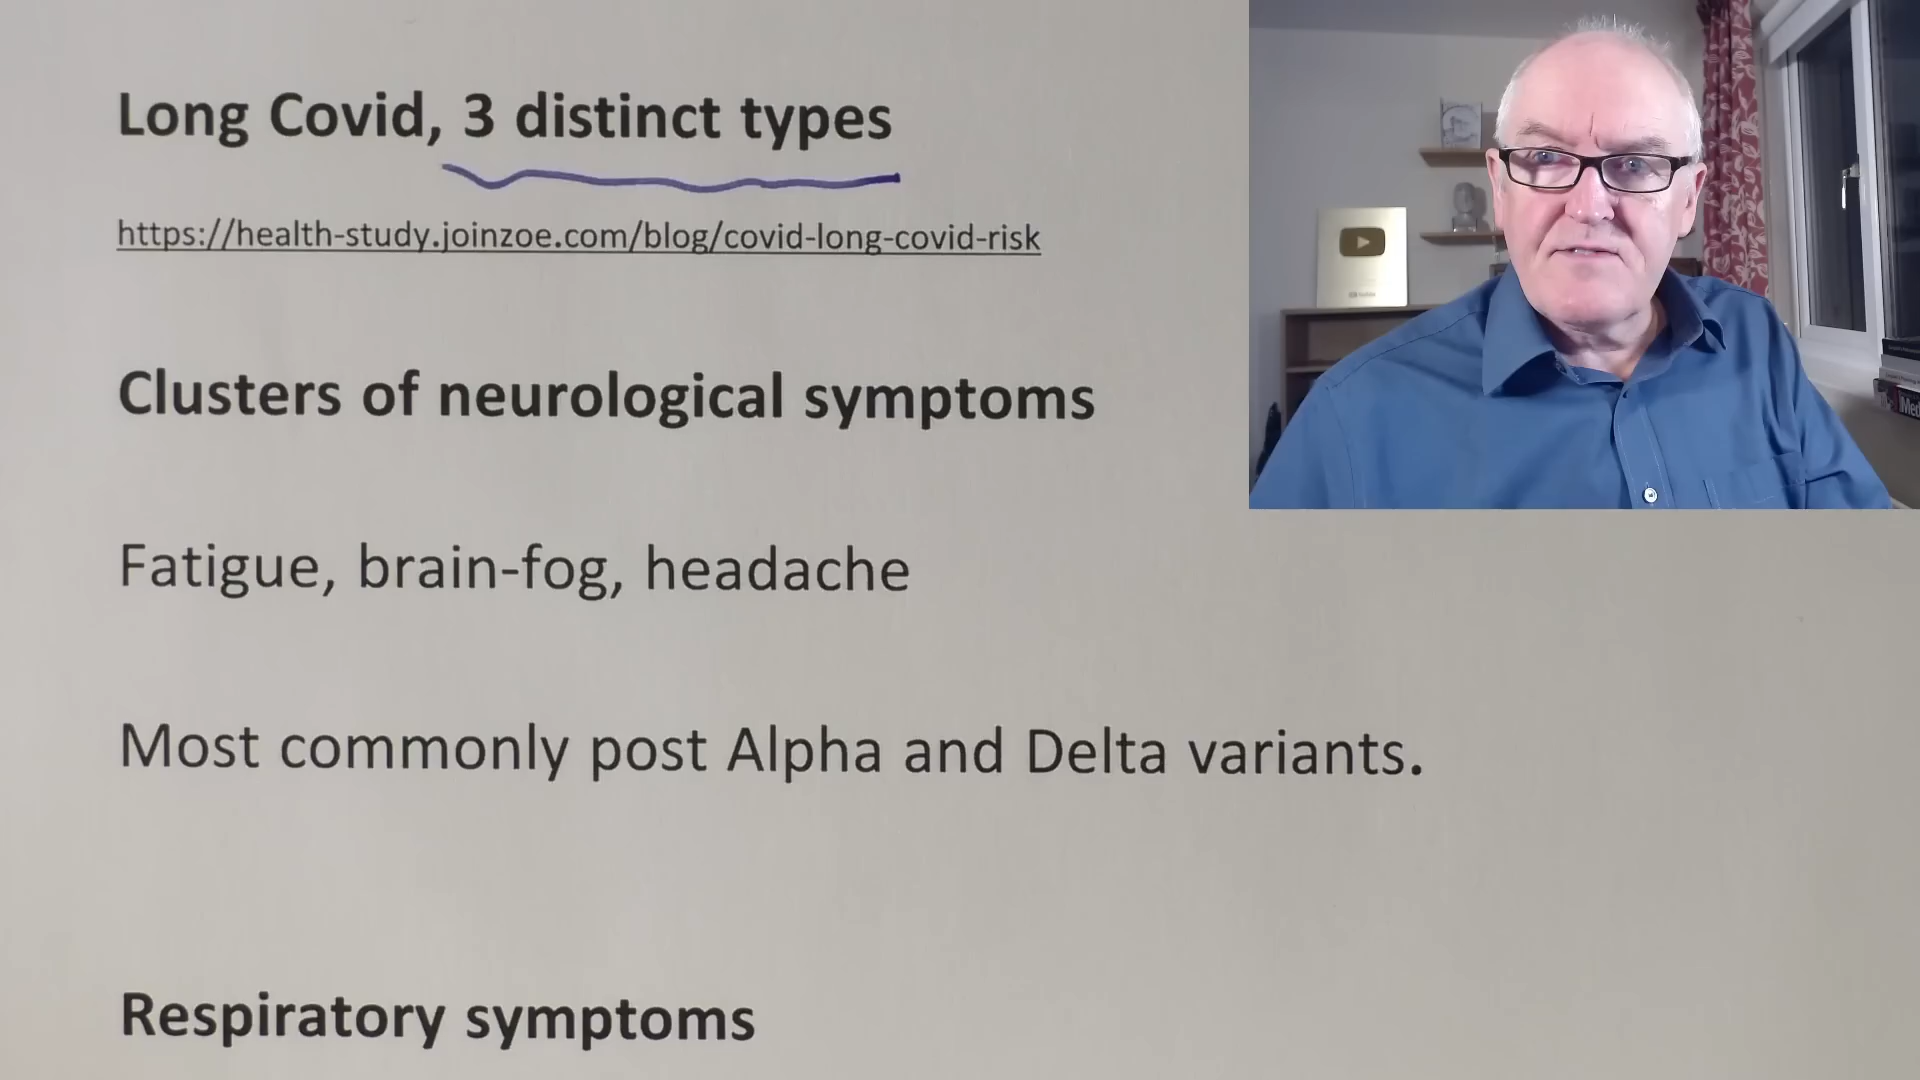 Long Covid, 3 distinct types
https://health-study.joinzoe.com/blog/covid-long-covid-risk
Clusters of neurological symptoms
Fatigue, brain-fog, headache
Most commonly post Alpha and Delta variants.
Respiratory symptoms